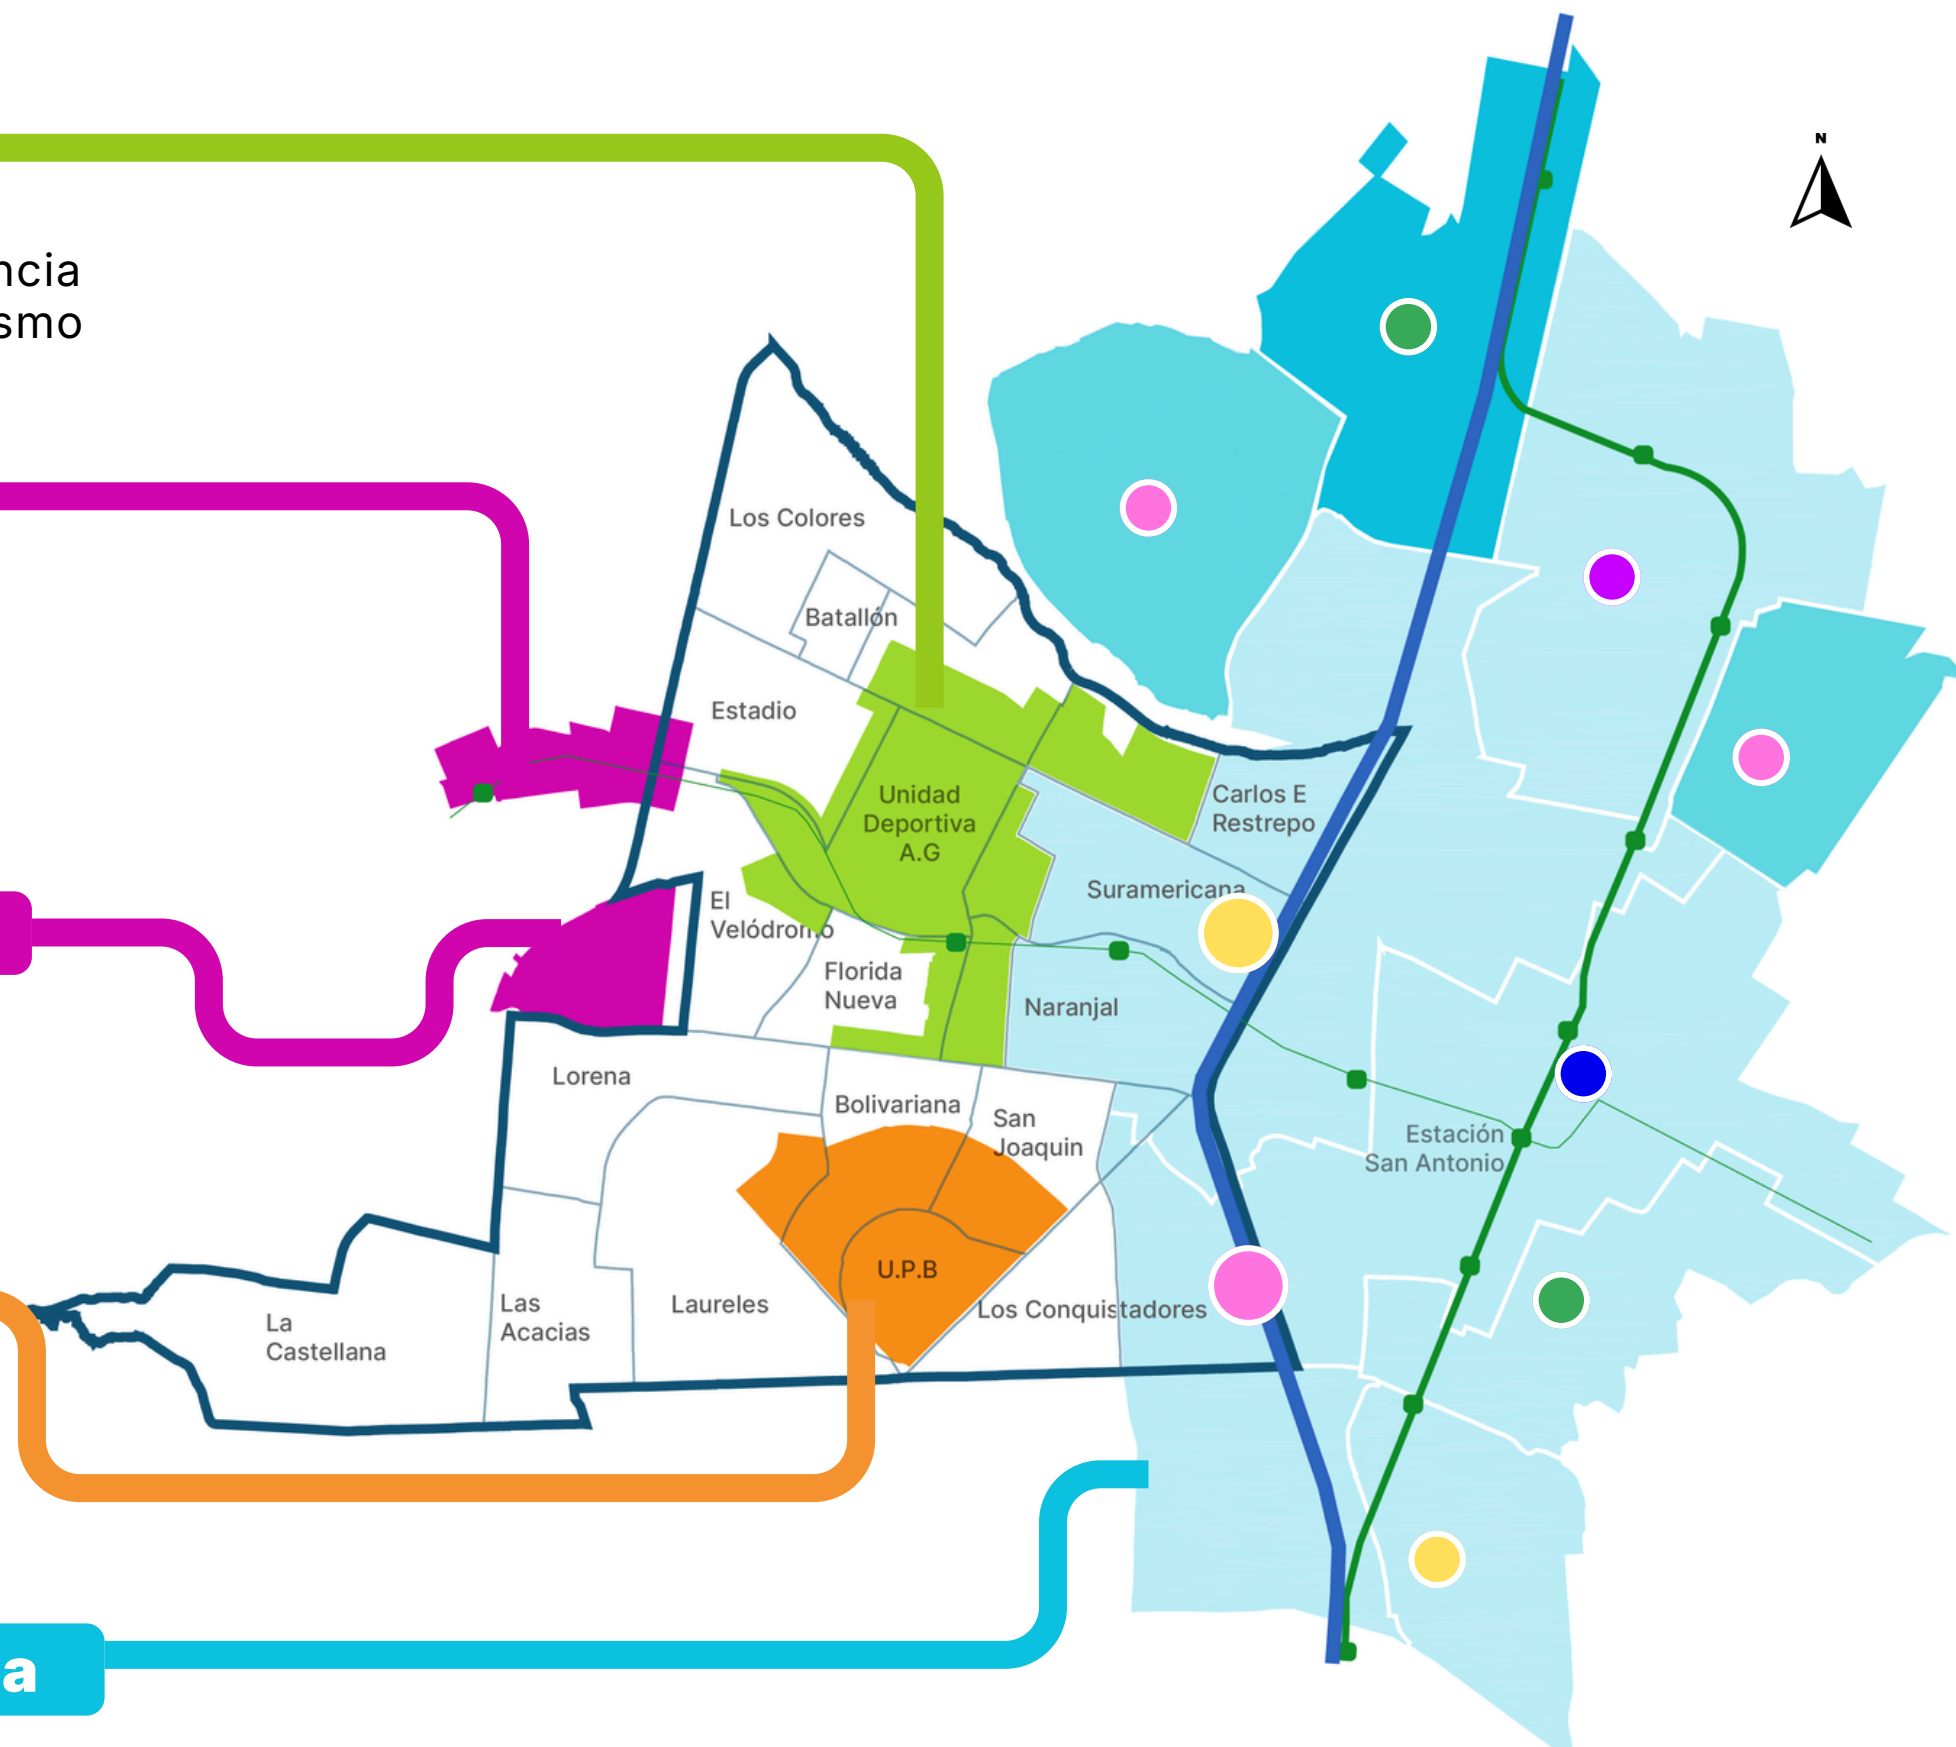 N
ncia
smo
Los Colores
Batallón
Estadio
Unidad
Deportiva
A.G
Carlos E
Restrepo
Suramericana
El
Velódromo
Florida
Nueva
Naranjal
Lorena
Bolivariana
San
Joaquin
Estación
San Antonio
U.P.B
Las
Acacias
Laureles
Los Conquistadores
La
Castellana
a